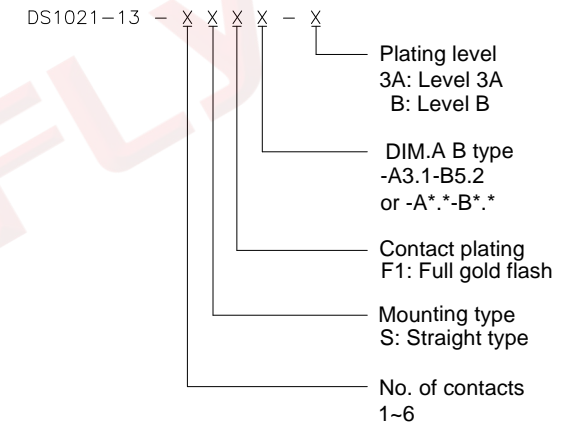 DS1021-13 - X X X X - X
Plating level
3A: Level 3A
B: Level B
DIM.A B type
-A3.1-B5.2
or -A*.*-B*.*
Contact plating
F1: Full gold flash
Mounting type
S: Straight type
No. of contacts
1~6